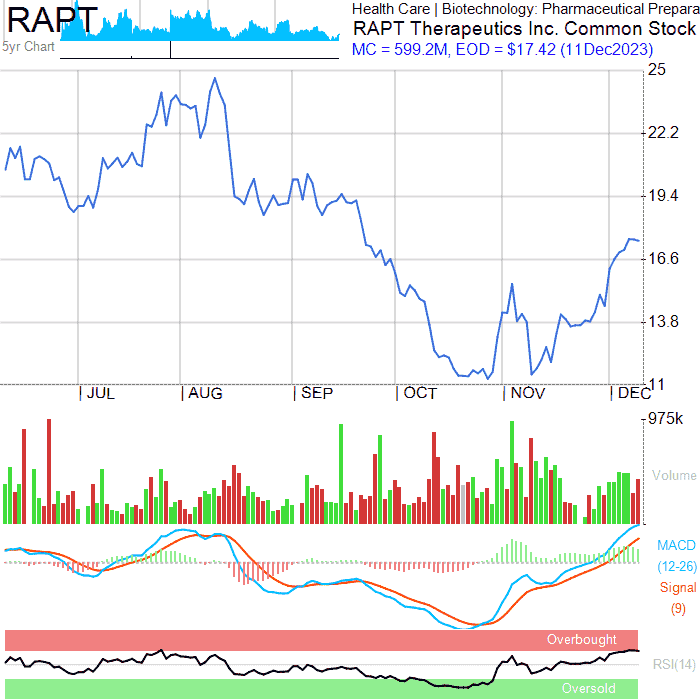 RAPT
5yr Chart
Health Care | Biotechnology: Pharmaceutical Prepara
RAPT Therapeutics Inc. Common Stock
MC = 599.2M, EOD = $17.42 (11Dec2023)
25
22.2
19.4
16.6
13.8
11
JUL AUG SEP OCT NOV DEC
975k
Volume
MACD
(12-26)
Signal
(9)
Overbought
RSI(14)
Oversold